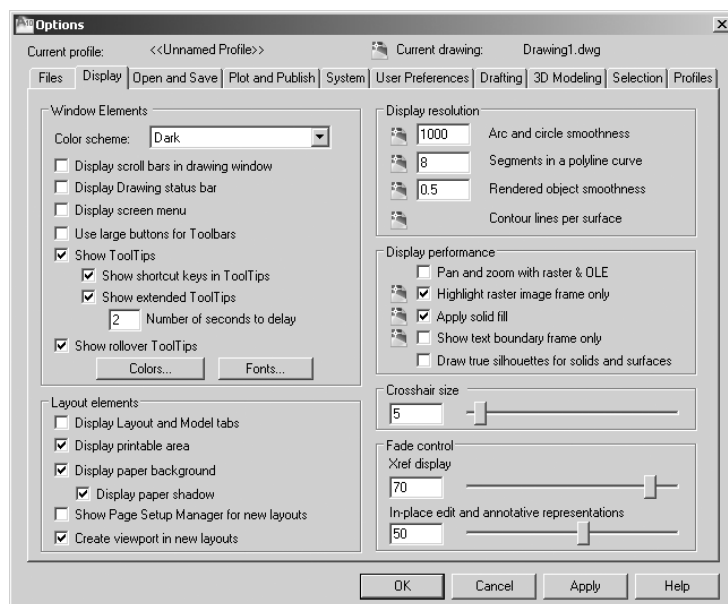 Options
Current profile: <<Unnamed Profile>> Current drawing: Drawing1.dwg
Files Display Open and Save Plot and Publish System User Preferences Drafting 3D Modeling Selection Profiles
Window Elements
Color scheme: Dark
Display scroll bars in drawing window
Display Drawing status bar
Display screen menu
Use large buttons for Toolbars
Show ToolTips
Show shortcut keys in ToolTips
Show extended ToolTips
2 Number of seconds to delay
Show rollover ToolTips
Colors... Fonts...
Layout elements
Display Layout and Model tabs
Display printable area
Display paper background
Display paper shadow
Show Page Setup Manager for new layouts
Create viewport in new layouts
Display resolution
1000 Arc and circle smoothness
8 Segments in a polyline curve
0.5 Rendered object smoothness
Contour lines per surface
Display performance
Pan and zoom with raster & OLE
Highlight raster image frame only
Apply solid fill
Show text boundary frame only
Draw true silhouettes for solids and surfaces
Crosshair size
5
Fade control
Xref display
70
In-place edit and annotative representations
50
OK Cancel Apply Help